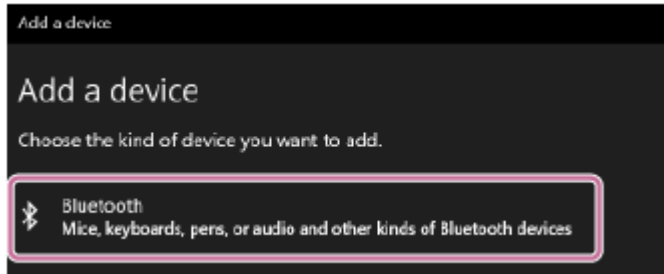 Add a device
Add a device
Choose the kind of device you want to add.
Bluetooth
Mice, keyboards, pens, or audio and other kinds of Bluetooth devices